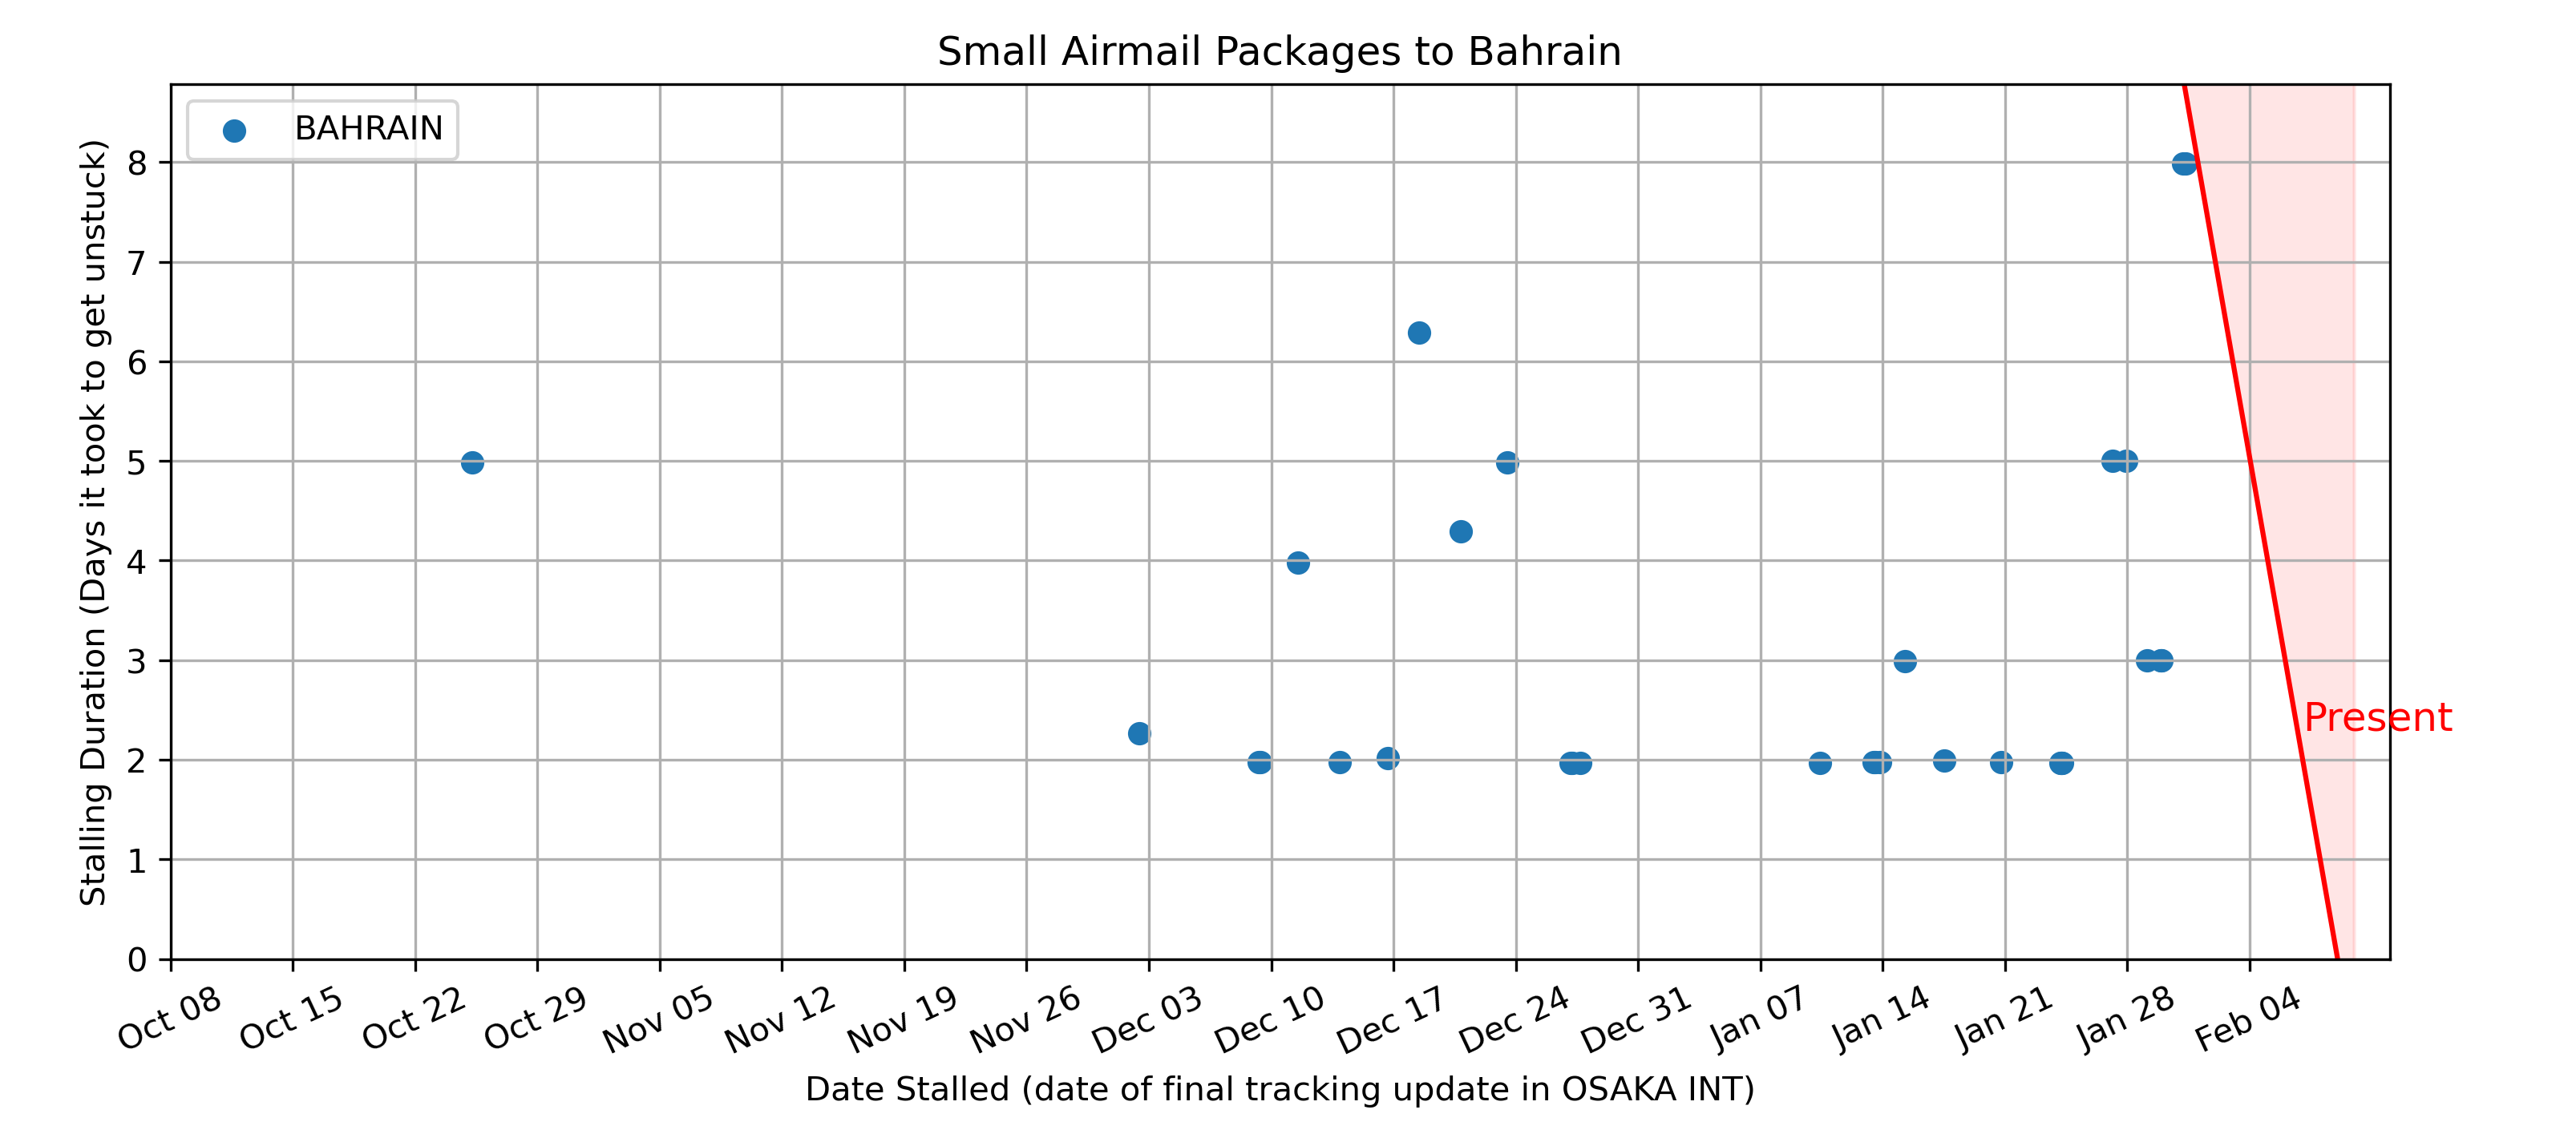 Small Airmail Packages to Bahrain
BAHRAIN
Stalling Duration (Days it took to get unstuck)
8
7
6
5
4
3
2
1
0
Present
Oct 08
Oct 15
Oct 22
Oct 29
Nov 05
Nov 12
Nov 19
Nov 26
Dec 03
Dec 10
Dec 17
Dec 24
Dec 31
Jan 07
Jan 14
Jan 21
Jan 28
Feb 04
Date Stalled (date of final tracking update in OSAKA INT)